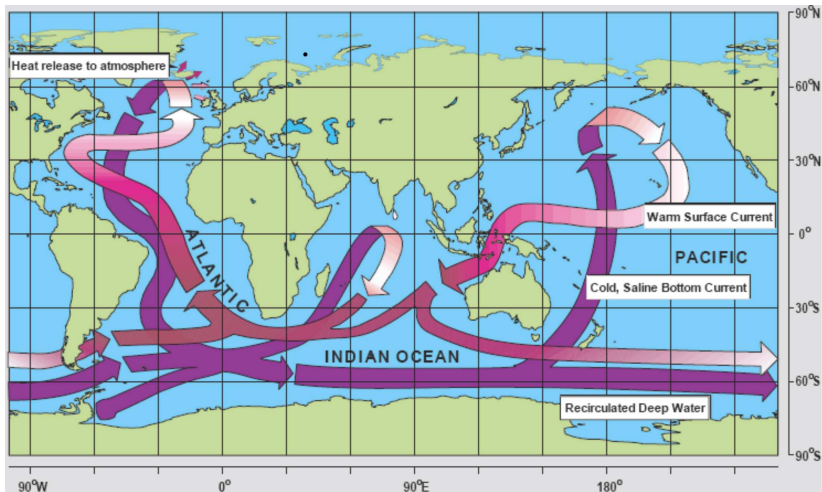 90°N
Heat release to atmosphere
60°N
30°N
Warm Surface Current
0°
ATLANTIC
PACIFIC
Cold, Saline Bottom Current
30°S
INDIAN OCEAN
60°S
Recirculated Deep Water
90°S
90°W 0° 90°E 180°